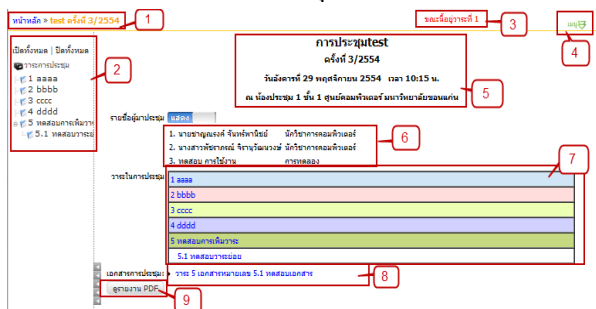 หน้าหลัก » test ครั้งที่ 3/2554
1
ขณะนี้อยู่วาระที่ 1
3
เมนู
4
เปิดทั้งหมด | ปิดทั้งหมด
วาระการประชุม
1 aaaa
2 bbbb
3 cccc
4 dddd
5 ทดสอบการเพิ่มวาร
5.1 ทดสอบวาระย่อ
2
การประชุมtest
ครั้งที่ 3/2554
วันอังคารที่ 29 พฤศจิกายน 2554 เวลา 10:15 น.
ณ ห้องประชุม 1 ชั้น 1 ศูนย์คอมพิวเตอร์ มหาวิทยาลัยขอนแก่น
5
รายชื่อผู้มาประชุม
แสดง
1. นายชาญณรงค์ จันทร์พานิชย์ นักวิชาการคอมพิวเตอร์
2. นางสาวพัชราภรณ์ จิรานุวัฒนวงษ์ นักวิชาการคอมพิวเตอร์
3. ทดสอบ การใช้งาน การทดลอง
6
วาระในการประชุม
7
1 aaaa
2 bbbb
3 cccc
4 dddd
5 ทดสอบการเพิ่มวาระ
5.1 ทดสอบวาระย่อย
เอกสารการประชุม:
วาระ 5 เอกสารหมายเลข 5.1 ทดสอบเอกสาร
8
ดูรายงาน PDF
9